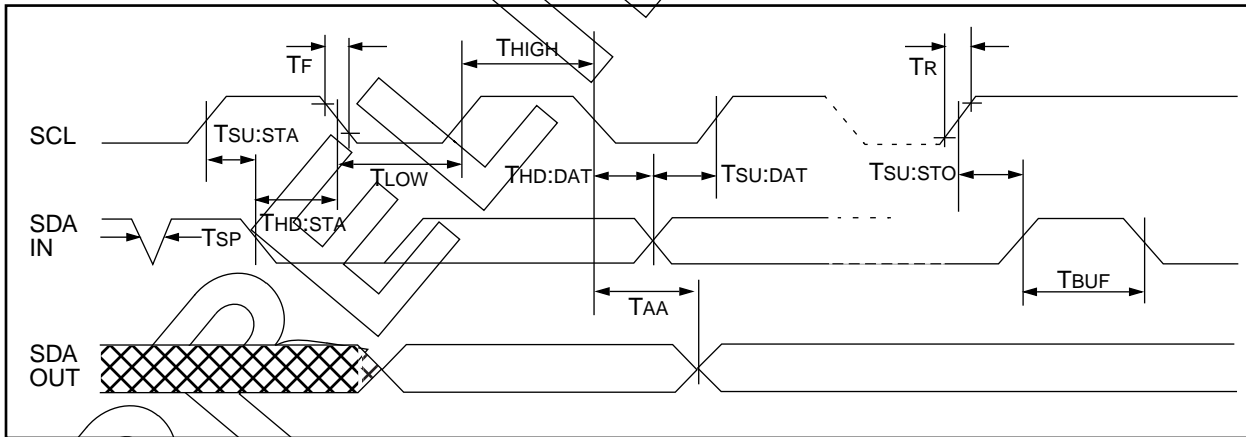 TF
THIGH
TR
SCL
TSU:STA
TLOW
THD:DAT
TSU:DAT
TSU:STO
SDA
IN
TSP
THD:STA
TAA
TBUF
SDA
OUT